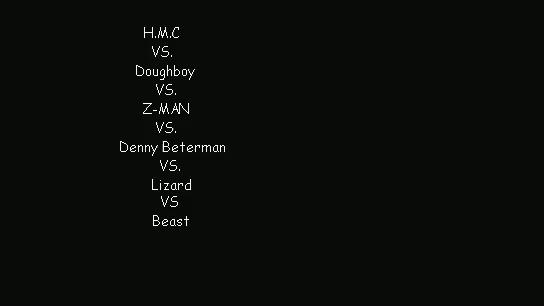 H.M.C
VS.
Doughboy
VS.
Z-MAN
VS.
Denny Beterman
VS.
Lizard
VS
Beast